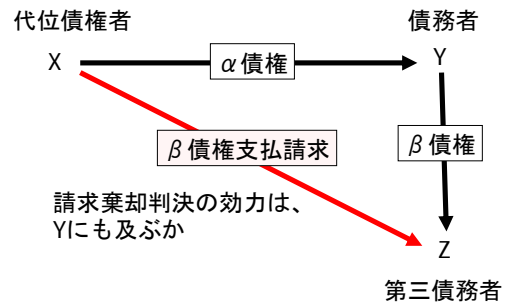 代位債権者
債務者
X
α債権
Y
β債権支払請求
β債権
請求棄却判決の効力は、
Yにも及ぶか
Z
第三債務者